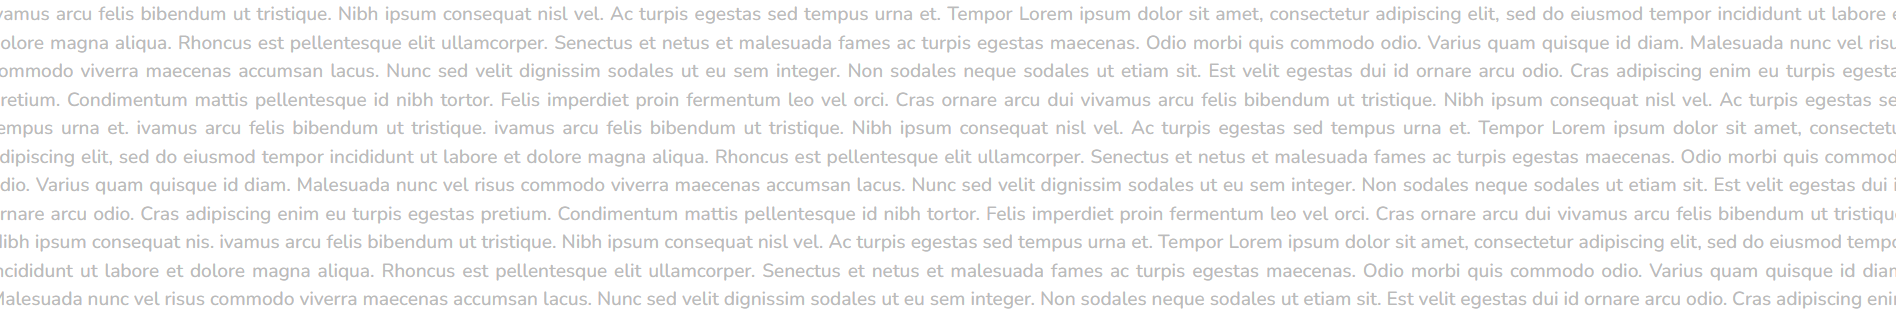 vamus arcu felis bibendum ut tristique. Nibh ipsum consequat nisl vel. Ac turpis egestas sed tempus urna et. Tempor Lorem ipsum dolor sit amet, consectetur adipiscing elit, sed do eiusmod tempor incididunt ut labore
olore magna aliqua. Rhoncus est pellentesque elit ullamcorper. Senectus et netus et malesuada fames ac turpis egestas maecenas. Odio morbi quis commodo odio. Varius quam quisque id diam. Malesuada nunc vel risu
ommodo viverra maecenas accumsan lacus. Nunc sed velit dignissim sodales ut eu sem integer. Non sodales neque sodales ut etiam sit. Est velit egestas dui id ornare arcu odio. Cras adipiscing enim eu turpis egesta
retium. Condimentum mattis pellentesque id nibh tortor. Felis imperdiet proin fermentum leo vel orci. Cras ornare arcu dui vivamus arcu felis bibendum ut tristique. Nibh ipsum consequat nisl vel. Ac turpis egestas se
empus urna et. ivamus arcu felis bibendum ut tristique. ivamus arcu felis bibendum ut tristique. Nibh ipsum consequat nisl vel. Ac turpis egestas sed tempus urna et. Tempor Lorem ipsum dolor sit amet, consectetu
dipiscing elit, sed do eiusmod tempor incididunt ut labore et dolore magna aliqua. Rhoncus est pellentesque elit ullamcorper. Senectus et netus et malesuada fames ac turpis egestas maecenas. Odio morbi quis commod
dio. Varius quam quisque id diam. Malesuada nunc vel risus commodo viverra maecenas accumsan lacus. Nunc sed velit dignissim sodales ut eu sem integer. Non sodales neque sodales ut etiam sit. Est velit egestas dui i
rnare arcu odio. Cras adipiscing enim eu turpis egestas pretium. Condimentum mattis pellentesque id nibh tortor. Felis imperdiet proin fermentum leo vel orci. Cras ornare arcu dui vivamus arcu felis bibendum ut tristiqu
ibh ipsum consequat nis. ivamus arcu felis bibendum ut tristique. Nibh ipsum consequat nisl vel. Ac turpis egestas sed tempus urna et. Tempor Lorem ipsum dolor sit amet, consectetur adipiscing elit, sed do eiusmod tempo
ncididunt ut labore et dolore magna aliqua. Rhoncus est pellentesque elit ullamcorper. Senectus et netus et malesuada fames ac turpis egestas maecenas. Odio morbi quis commodo odio. Varius quam quisque id diam
Malesuada nunc vel risus commodo viverra maecenas accumsan lacus. Nunc sed velit dignissim sodales ut eu sem integer. Non sodales neque sodales ut etiam sit. Est velit egestas dui id ornare arcu odio. Cras adipiscing eni